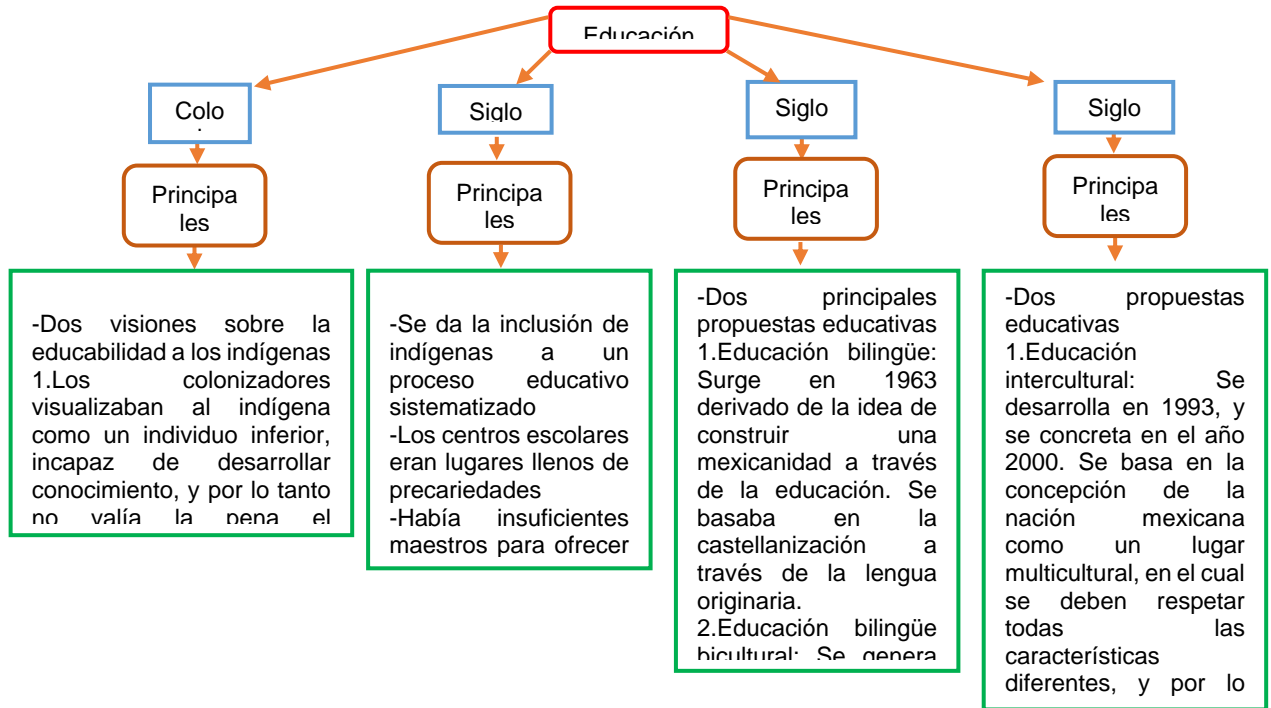 Educación
Colo
Siglo
Siglo
Siglo
Principa
les
Principa
les
Principa
les
Principa
les
-Dos visiones sobre la
educabilidad a los indígenas
1.Los colonizadores
visualizaban al indígena
como un individuo inferior,
incapaz de desarrollar
conocimiento, y por lo tanto
no valía la pena el
-Se da la inclusión de
indígenas a un
proceso educativo
sistematizado
-Los centros escolares
eran lugares llenos de
precariedades
-Había insuficientes
maestros para ofrecer
-Dos principales
propuestas educativas
1.Educación bilingüe:
Surge en 1963
derivado de la idea de
construir una
mexicanidad a través
de la educación. Se
basaba en la
castellanización a
través de la lengua
originaria.
2.Educación bilingüe
bicultural: Se genera
-Dos propuestas
educativas
1.Educación
intercultural: Se
desarrolla en 1993, y
se concreta en el año
2000. Se basa en la
concepción de la
nación mexicana
como un lugar
multicultural, en el cual
se deben respetar
todas las
características
diferentes, y por lo